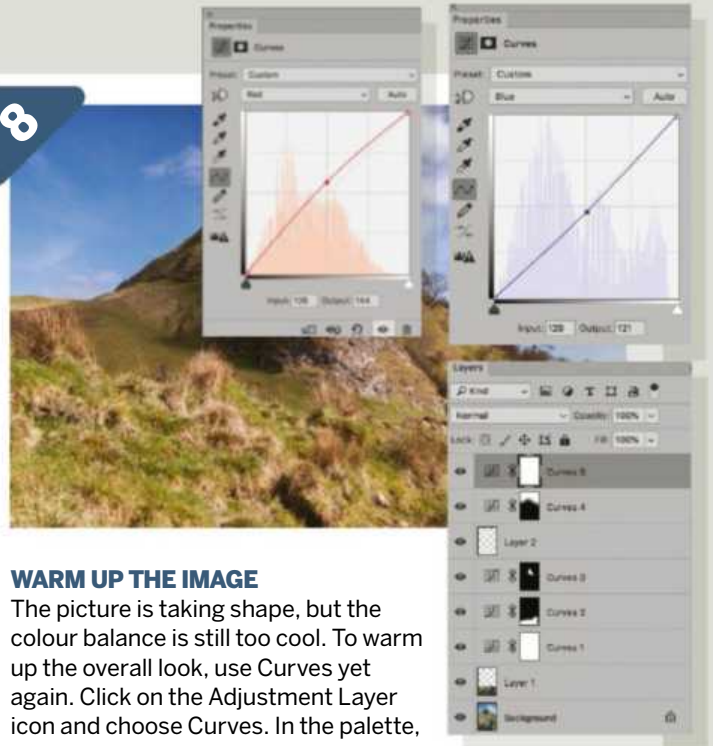 8
Properties
Curves
Preset: Custom
Red
Auto
Input: 126 Output: 144
Properties
Curves
Preset: Custom
Blue
Auto
Input: 129 Output: 121
Layers
Kind
Normal
Opacity: 100%
Lock:
Fill: 100%
Curves 5
Curves 4
Layer 2
Curves 3
Curves 2
Curves 1
Layer 1
Background
WARM UP THE IMAGE
The picture is taking shape, but the
colour balance is still too cool. To warm
up the overall look, use Curves yet
again. Click on the Adjustment Layer
icon and choose Curves. In the palette,